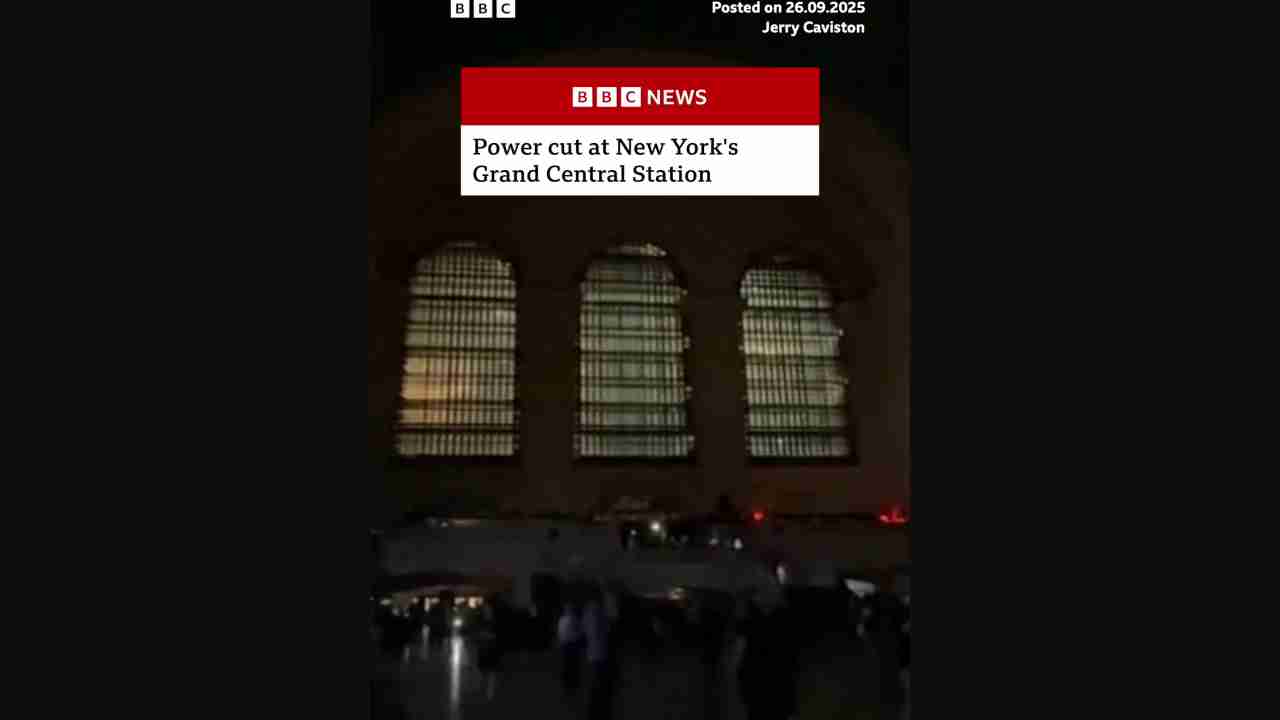 BBC
Posted on 26.09.2025
Jerry Caviston
BBC NEWS
Power cut at New York's
Grand Central Station